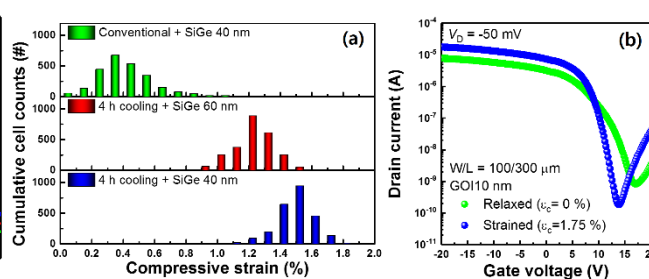 (a)
Conventional + SiGe 40 nm
4 h cooling + SiGe 60 nm
4 h cooling + SiGe 40 nm
Cumulative cell counts (#)
1000
500
0
1000
500
0
1000
500
0
0.0 0.2 0.4 0.6 0.8 1.0 1.2 1.4 1.6 1.8 2.0
Compressive strain (%)
(b)
V_D = -50 mV
Drain current (A)
10⁻⁴
10⁻⁵
10⁻⁶
10⁻⁷
10⁻⁸
10⁻⁹
10⁻¹⁰
10⁻¹¹
W/L = 100/300 μm
GOI10 nm
Relaxed (ε_c= 0 %)
Strained (ε_c=1.75 %)
-20 -15 -10 -5 0 5 10 15 20
Gate voltage (V)